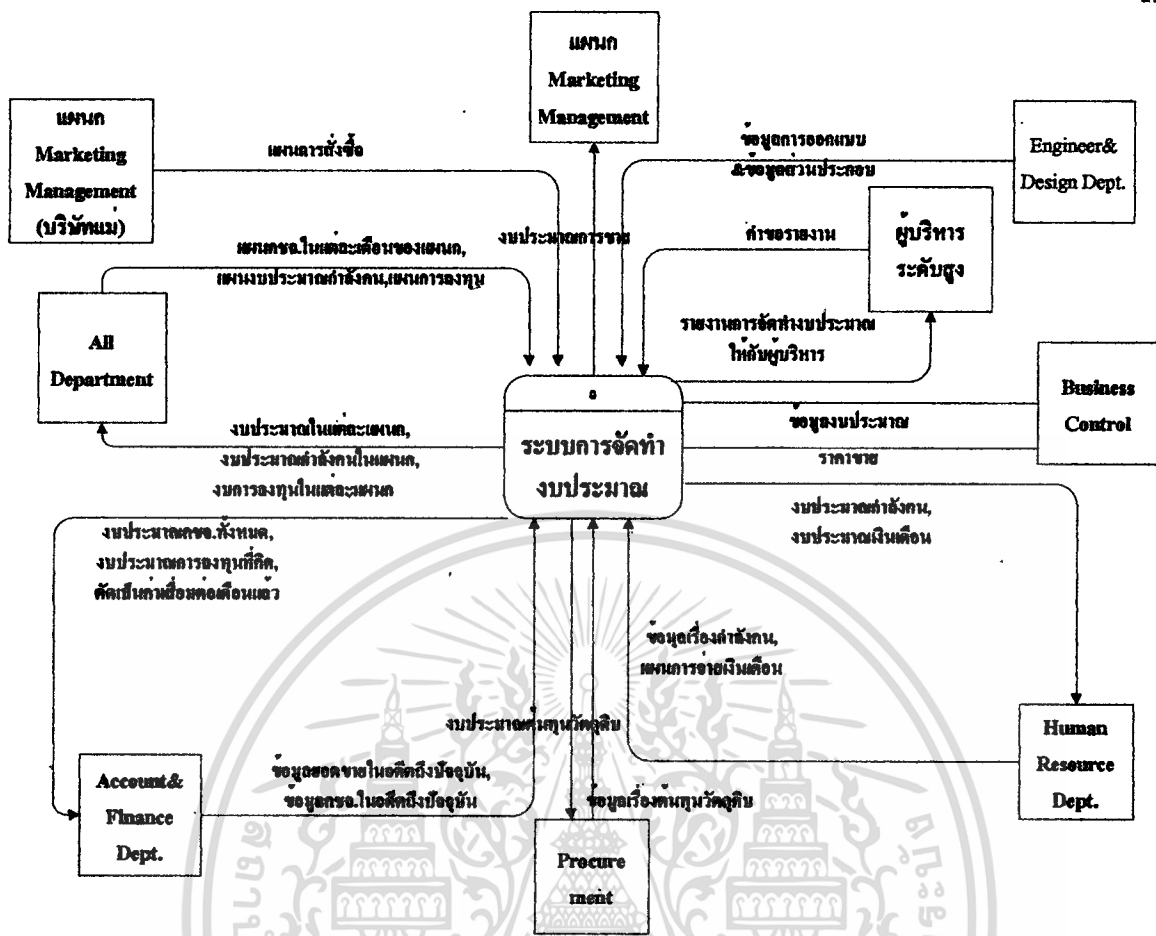 แผนก
Marketing
Management
แผนก
Marketing
Management
(บริษัทแม่)
แผนการสั่งซื้อ
ข้อมูลการออกแบบ
&ข้อมูลส่วนประกอบ
Engineer&
Design Dept.
แผนคชจ.ในแต่ละเดือนของแผนก,
แผนงบประมาณกำลังคน,แผนการลงทุน
งบประมาณการขาย
คำขอรายงาน
ผู้บริหาร
ระดับสูง
All
Department
รายงานการจัดทำงบประมาณ
ให้กับผู้บริหาร
0
ระบบการจัดทำ
งบประมาณ
ข้อมูลงบประมาณ
ราคาขาย
Business
Control
งบประมาณในแต่ละแผนก,
งบประมาณกำลังคนในแผนก,
งบการลงทุนในแต่ละแผนก
งบประมาณกำลังคน,
งบประมาณเงินเดือน
งบประมาณคชจ.ทั้งหมด,
งบประมาณการลงทุนที่คิด,
คัดเป็นค่าเสื่อมต่อเดือนแล้ว
ข้อมูลเรื่องกำลังคน,
แผนการจ่ายเงินเดือน
งบประมาณต้นทุนวัตถุดิบ
Account&
Finance
Dept.
ข้อมูลยอดขายในอดีตถึงปัจจุบัน,
ข้อมูลคชจ.ในอดีตถึงปัจจุบัน
ข้อมูลเรื่องต้นทุนวัตถุดิบ
Human
Resource
Dept.
Procure
ment